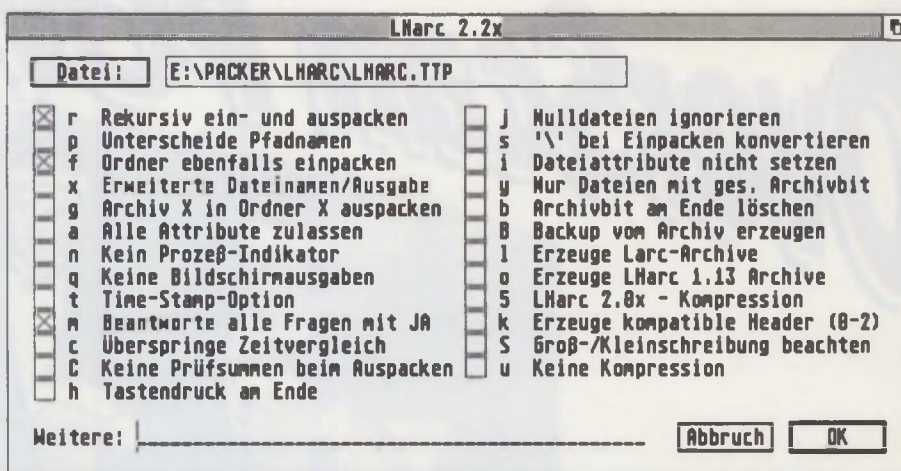 LHarc 2.2x
Datei: E:\PACKER\LHARC\LHARC.TTP
r Rekursiv ein- und auspacken
p Unterscheide Pfadnamen
f Ordner ebenfalls einpacken
x Erweiterte Dateinamen/Ausgabe
g Archiv X in Ordner X auspacken
a Alle Attribute zulassen
n Kein Prozeß-Indikator
q Keine Bildschirmausgaben
t Time-Stamp-Option
m Beantworte alle Fragen mit JA
c Überspringe Zeitvergleich
C Keine Prüfsummen beim Auspacken
h Tastendruck am Ende
j Nulldateien ignorieren
s '\' bei Einpacken konvertieren
i Dateiattribute nicht setzen
y Nur Dateien mit ges. Archivbit
b Archivbit am Ende löschen
B Backup vom Archiv erzeugen
l Erzeuge Larc-Archive
o Erzeuge LHarc 1.13 Archive
5 LHarc 2.0x - Kompression
k Erzeuge kompatible Header (0-2)
S Groß-/Kleinschreibung beachten
u Keine Kompression
Weitere:
Abbruch OK